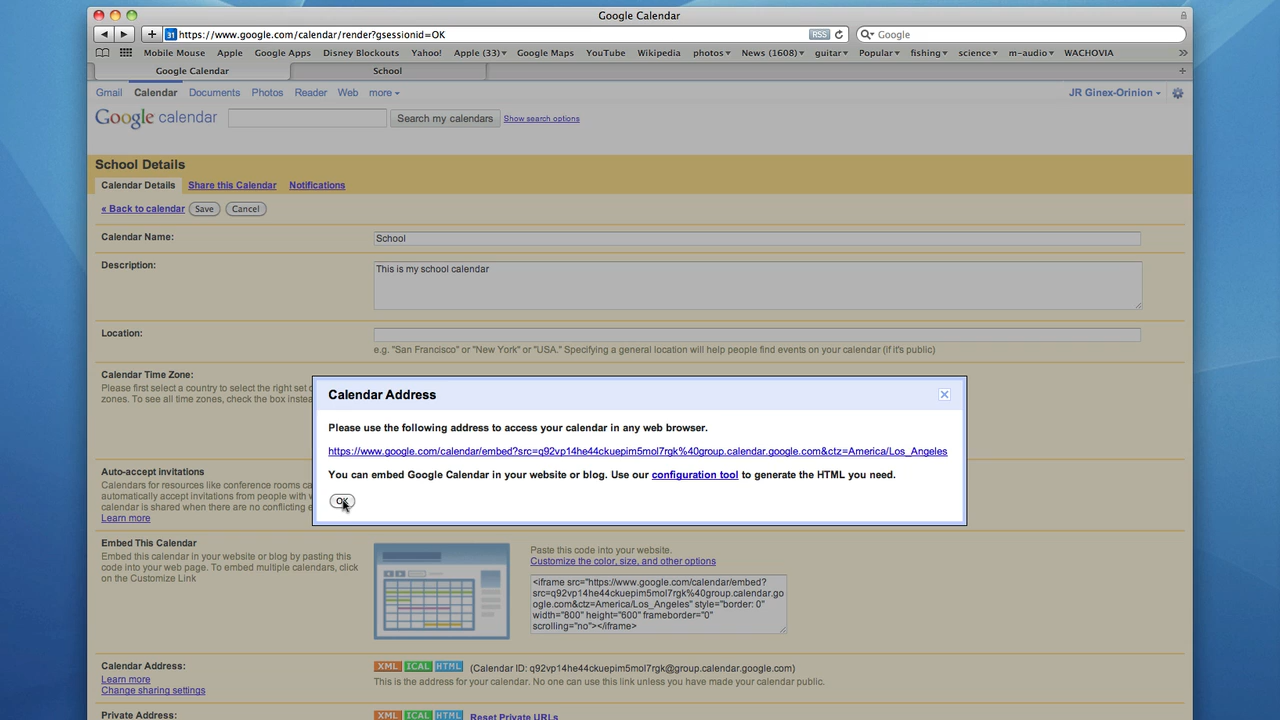 Google Calendar
https://www.google.com/calendar/render?gsessionid=OK
RSS
Google
Mobile Mouse Apple Google Apps Disney Blockouts Yahoo! Apple (33) Google Maps YouTube Wikipedia photos News (1608) guitar Popular fishing science m-audio WACHOVIA
Google Calendar School
Gmail Calendar Documents Photos Reader Web more JR Ginex-Orinion
Google calendar Search my calendars Show search options
School Details
Calendar Details Share this Calendar Notifications
« Back to calendar Save Cancel
Calendar Name: School
Description: This is my school calendar
Location:
e.g. "San Francisco" or "New York" or "USA." Specifying a general location will help people find events on your calendar (if it's public)
Calendar Time Zone:
Please first select a country to select the right set
zones. To see all time zones, check the box
Calendar Address
Please use the following address to access your calendar in any web browser.
https://www.google.com/calendar/embed?src=q92vp14he44ckuepim5mol7rgk%40group.calendar.google.com&ctz=America/Los_Angeles
You can embed Google Calendar in your website or blog. Use our configuration tool to generate the HTML you need.
OK
Auto-accept invitations
Calendars for resources like conference rooms
automatically accept invitations from people with
calendar is shared when there are no conflicting
Learn more
Embed This Calendar
Embed this calendar in your website or blog by pasting this
code into your web page. To embed multiple calendars, click
on the Customize Link
Paste this code into your website.
Customize the color, size, and other options
<iframe src="https://www.google.com/calendar/embed?
src=q92vp14he44ckuepim5mol7rgk%40group.calendar.go
ogle.com&ctz=America/Los_Angeles" style="border: 0"
width="800" height="600" frameborder="0"
scrolling="no"></iframe>
Calendar Address: XML ICAL HTML (Calendar ID: q92vp14he44ckuepim5mol7rgk@group.calendar.google.com)
Learn more
Change sharing settings
This is the address for your calendar. No one can use this link unless you have made your calendar public.
Private Address: XML ICAL HTML Reset Private URLs